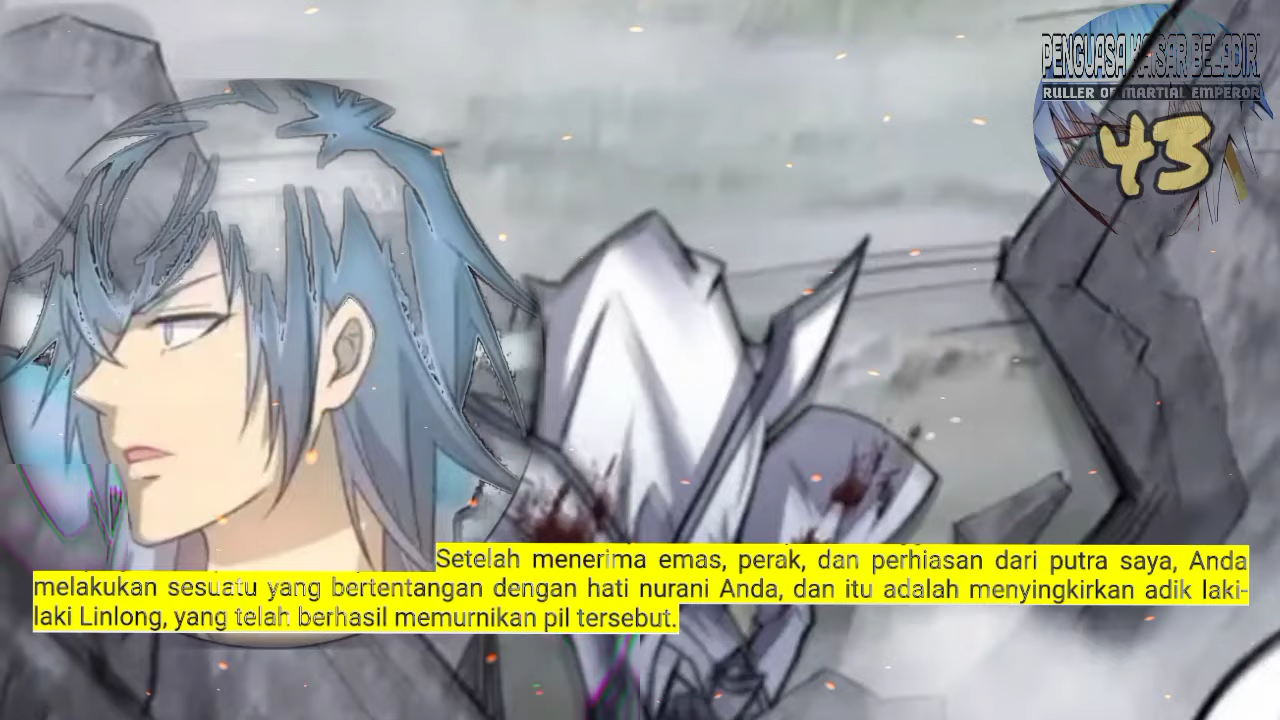 PENGUASA KAISAR BELADIRI
RULLER OF MARTIAL EMPEROR
43
Setelah menerima emas, perak, dan perhiasan dari putra saya, Anda
melakukan sesuatu yang bertentangan dengan hati nurani Anda, dan itu adalah menyingkirkan adik laki-
laki Linlong, yang telah berhasil memurnikan pil tersebut.